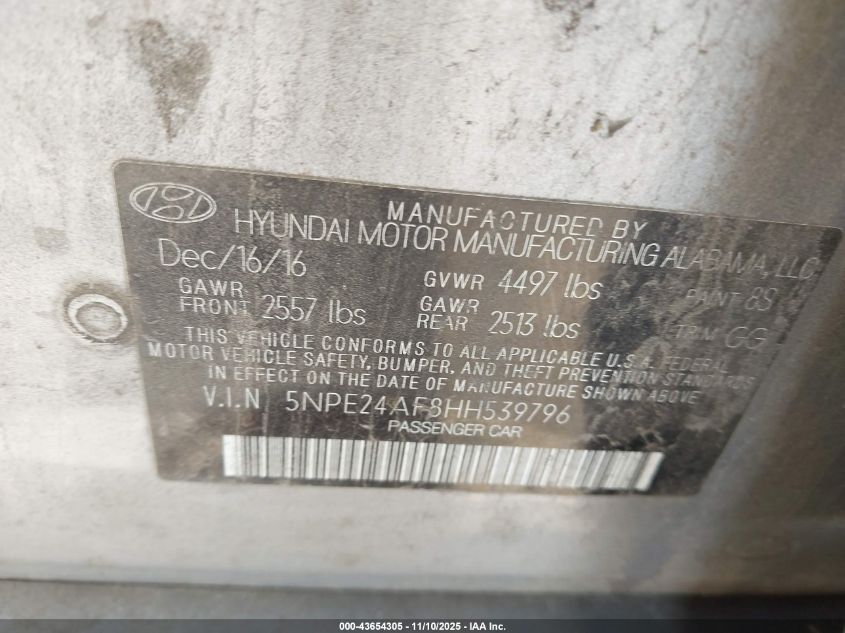 MANUFACTURED BY
HYUNDAI MOTOR MANUFACTURING ALABAMA, LLC
Dec/16/16 GVWR 4497 lbs PAINT 8S
GAWR FRONT 2557 lbs GAWR REAR 2513 lbs TRIM GG
THIS VEHICLE CONFORMS TO ALL APPLICABLE U.S.A. FEDERAL
MOTOR VEHICLE SAFETY, BUMPER, AND THEFT PREVENTION STANDARDS
IN EFFECT ON THE DATE OF MANUFACTURE SHOWN ABOVE
V.I.N 5NPE24AF8HH539796
PASSENGER CAR
000-43654305 - 11/10/2025 - IAA Inc.